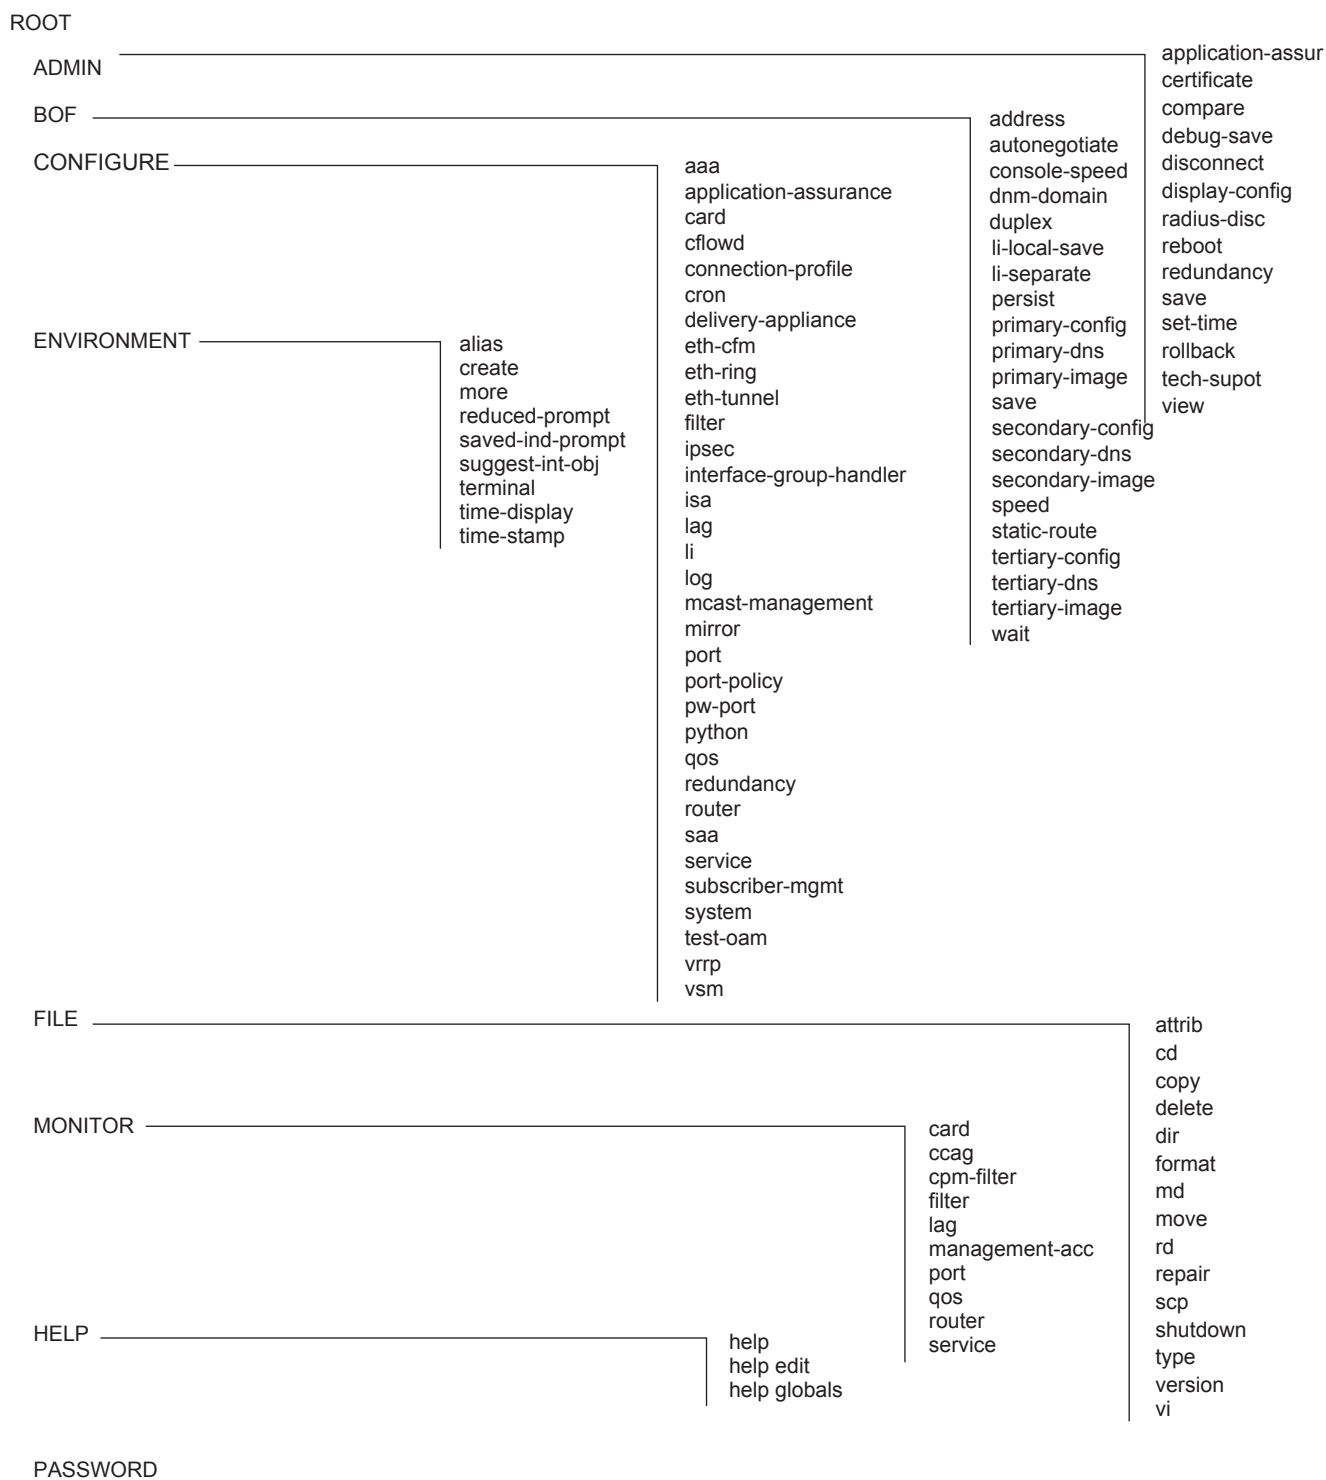 ROOT
ADMIN
application-assur
certificate
compare
debug-save
disconnect
display-config
radius-disc
reboot
redundancy
save
set-time
rollback
tech-supot
view
BOF
address
autonegotiate
console-speed
dnm-domain
duplex
li-local-save
li-separate
persist
primary-config
primary-dns
primary-image
save
secondary-config
secondary-dns
secondary-image
speed
static-route
tertiary-config
tertiary-dns
tertiary-image
wait
CONFIGURE
aaa
application-assurance
card
cflowd
connection-profile
cron
delivery-appliance
eth-cfm
eth-ring
eth-tunnel
filter
ipsec
interface-group-handler
isa
lag
li
log
mcast-management
mirror
port
port-policy
pw-port
python
qos
redundancy
router
saa
service
subscriber-mgmt
system
test-oam
vrrp
vsm
ENVIRONMENT
alias
create
more
reduced-prompt
saved-ind-prompt
suggest-int-obj
terminal
time-display
time-stamp
FILE
attrib
cd
copy
delete
dir
format
md
move
rd
repair
scp
shutdown
type
version
vi
MONITOR
card
ccag
cpm-filter
filter
lag
management-acc
port
qos
router
service
HELP
help
help edit
help globals
PASSWORD